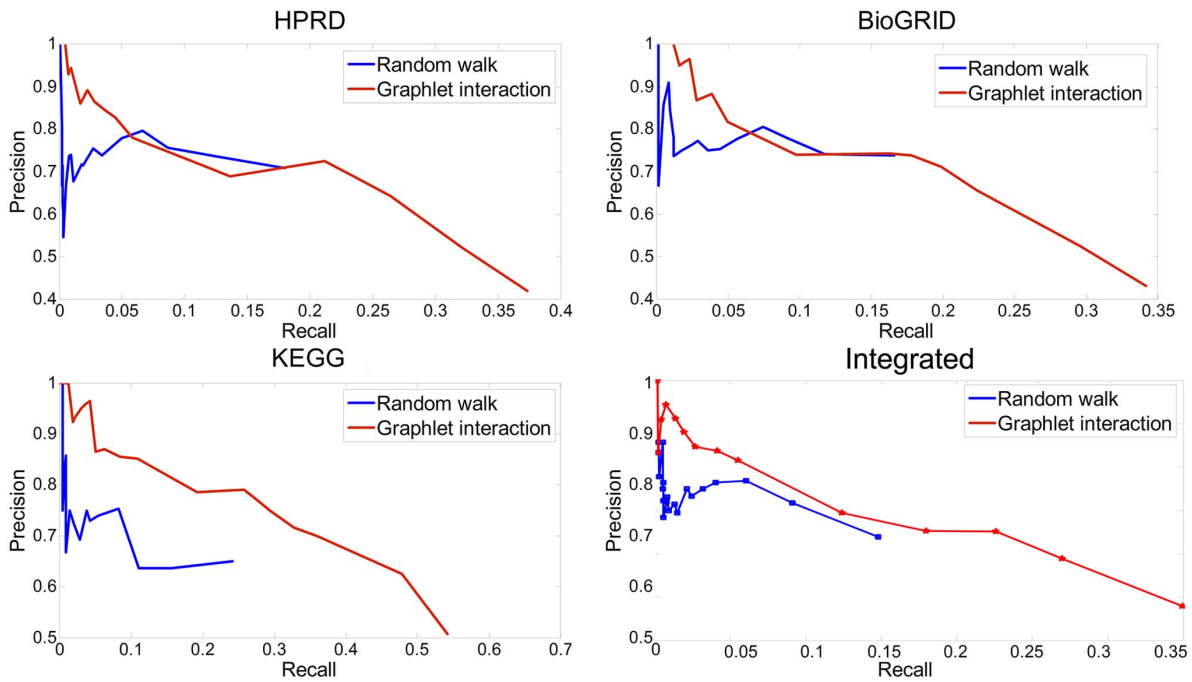 HPRD
1
0.9
0.8
0.7
0.6
0.5
0.4
Precision
Random walk
Graphlet interaction
0 0.05 0.1 0.15 0.2 0.25 0.3 0.35 0.4
Recall
BioGRID
1
0.9
0.8
0.7
0.6
0.5
0.4
Precision
Random walk
Graphlet interaction
0 0.05 0.1 0.15 0.2 0.25 0.3 0.35
Recall
KEGG
1
0.9
0.8
0.7
0.6
0.5
Precision
Random walk
Graphlet interaction
0 0.1 0.2 0.3 0.4 0.5 0.6 0.7
Recall
Integrated
1
0.9
0.8
0.7
0.6
0.5
Precision
Random walk
Graphlet interaction
0 0.05 0.1 0.15 0.2 0.25 0.3 0.35
Recall